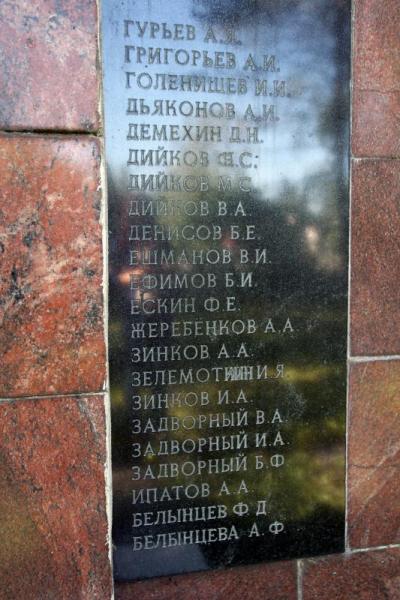 ГУРЬЕВ А.Я.
ГРИГОРЬЕВ А.И.
ГОЛЕНИЩЕВ И.И.
ДЬЯКОНОВ А.И.
ДЕМЕХИН Д.Н.
ДИЙКОВ Н.С.
ДИЙКОВ М.С.
ДИЙКОВ В.А.
ДЕНИСОВ Б.Е.
ЕШМАНОВ В.И.
ЕФИМОВ Б.И.
ЕСКИН Ф.Е.
ЖЕРЕБЕНКОВ А.А.
ЗИНКОВ А.А.
И.Я.
ЗИНКОВ И.А.
ЗАДВОРНЫЙ В.А.
ЗАДВОРНЫЙ И.А.
ЗАДВОРНЫЙ Б.Ф
ИПАТОВ А.А.
БЕЛЫНЦЕВ Ф.Д
БЕЛЫНЦЕВА А.Ф.